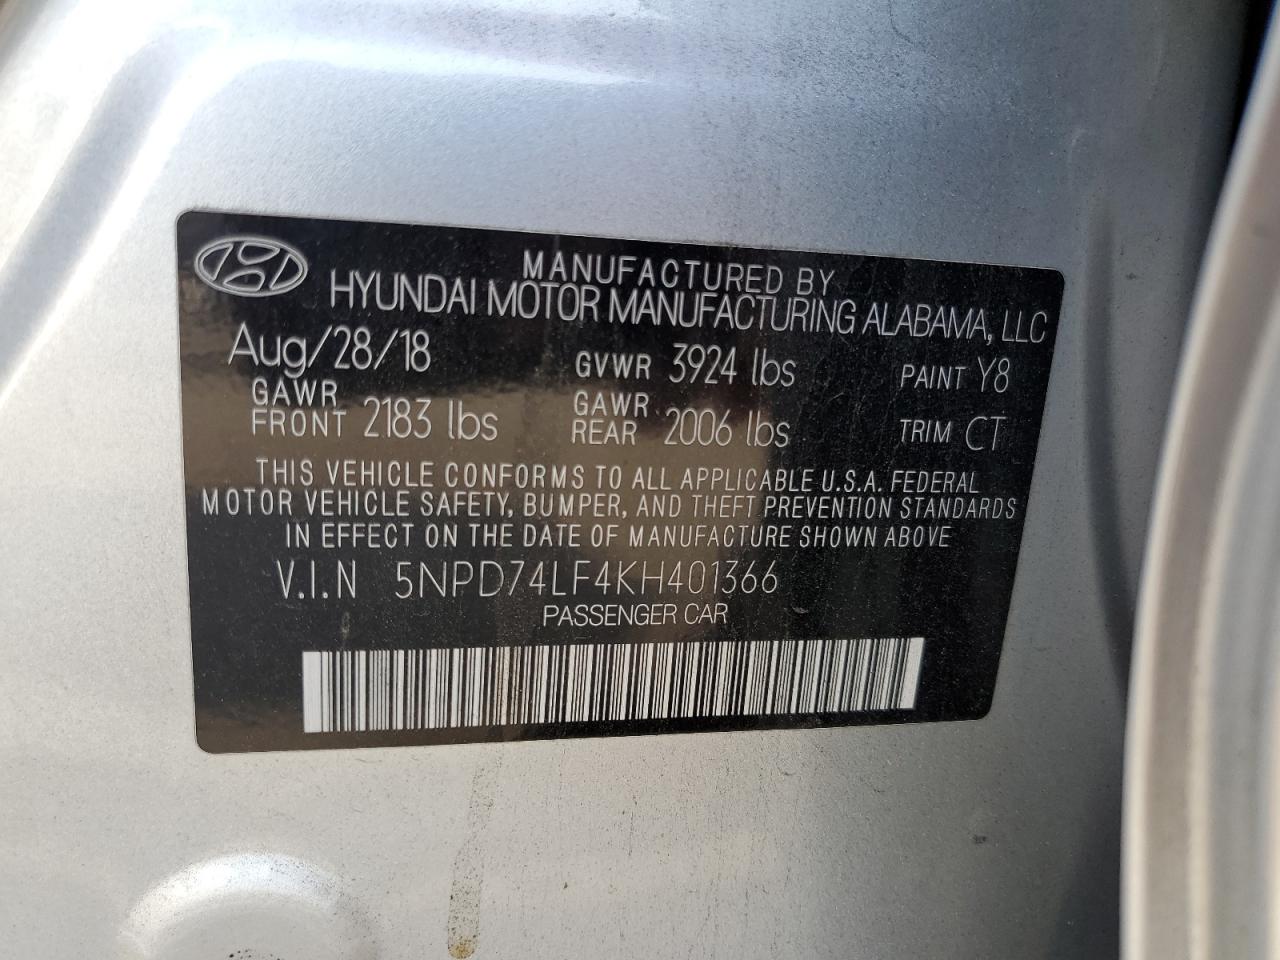 MANUFACTURED BY
HYUNDAI MOTOR MANUFACTURING ALABAMA, LLC
Aug/28/18 GVWR 3924 lbs PAINT Y8
GAWR FRONT 2183 lbs GAWR REAR 2006 lbs TRIM CT
THIS VEHICLE CONFORMS TO ALL APPLICABLE U.S.A. FEDERAL
MOTOR VEHICLE SAFETY, BUMPER, AND THEFT PREVENTION STANDARDS
IN EFFECT ON THE DATE OF MANUFACTURE SHOWN ABOVE
V.I.N 5NPD74LF4KH401366
PASSENGER CAR